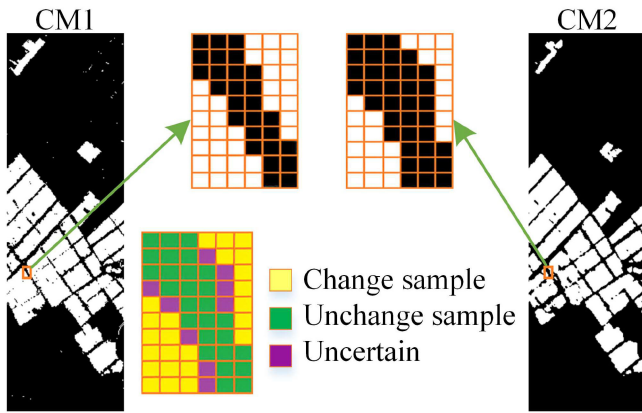 CM1
CM2
Change sample
Unchange sample
Uncertain